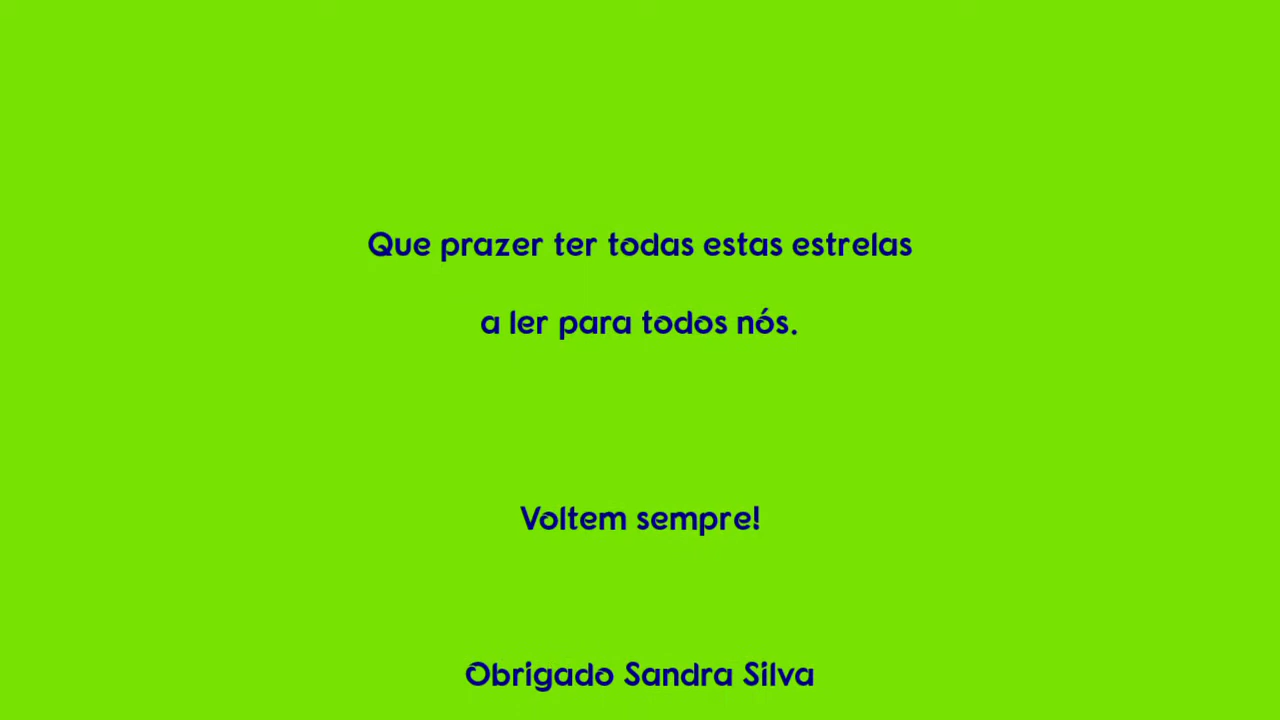 Que prazer ter todas estas estrelas
a ler para todos nós.
Voltem sempre!
Obrigado Sandra Silva